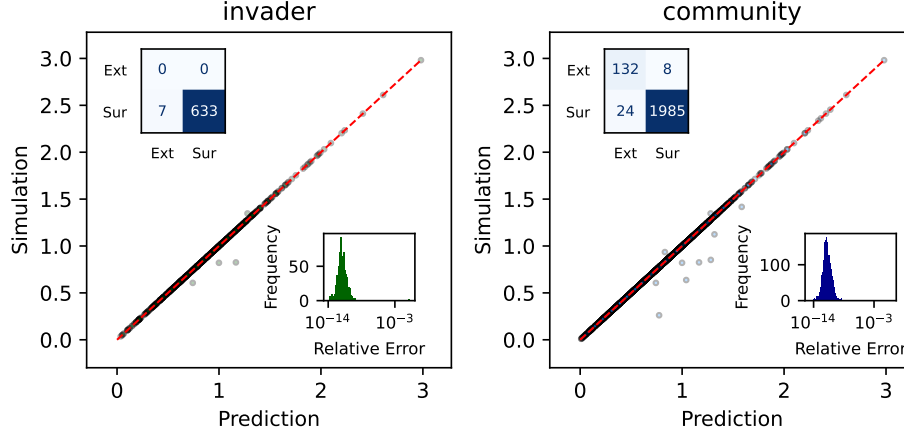 invader
Simulation
3.0
2.5
2.0
1.5
1.0
0.5
0.0
Ext
Sur
0 0
7 633
Ext Sur
Frequency
50
0
10⁻¹⁴ 10⁻³
Relative Error
0 1 2 3
Prediction
community
Simulation
3.0
2.5
2.0
1.5
1.0
0.5
0.0
Ext
Sur
132 8
24 1985
Ext Sur
Frequency
100
0
10⁻¹⁴ 10⁻³
Relative Error
0 1 2 3
Prediction